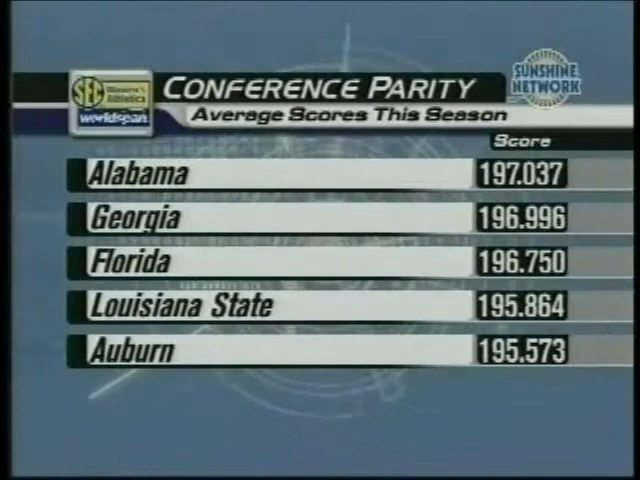 SEC Women's Athletics
worldspan
CONFERENCE PARITY
SUNSHINE NETWORK
Average Scores This Season
Score
Alabama 197.037
Georgia 196.996
Florida 196.750
Louisiana State 195.864
Auburn 195.573